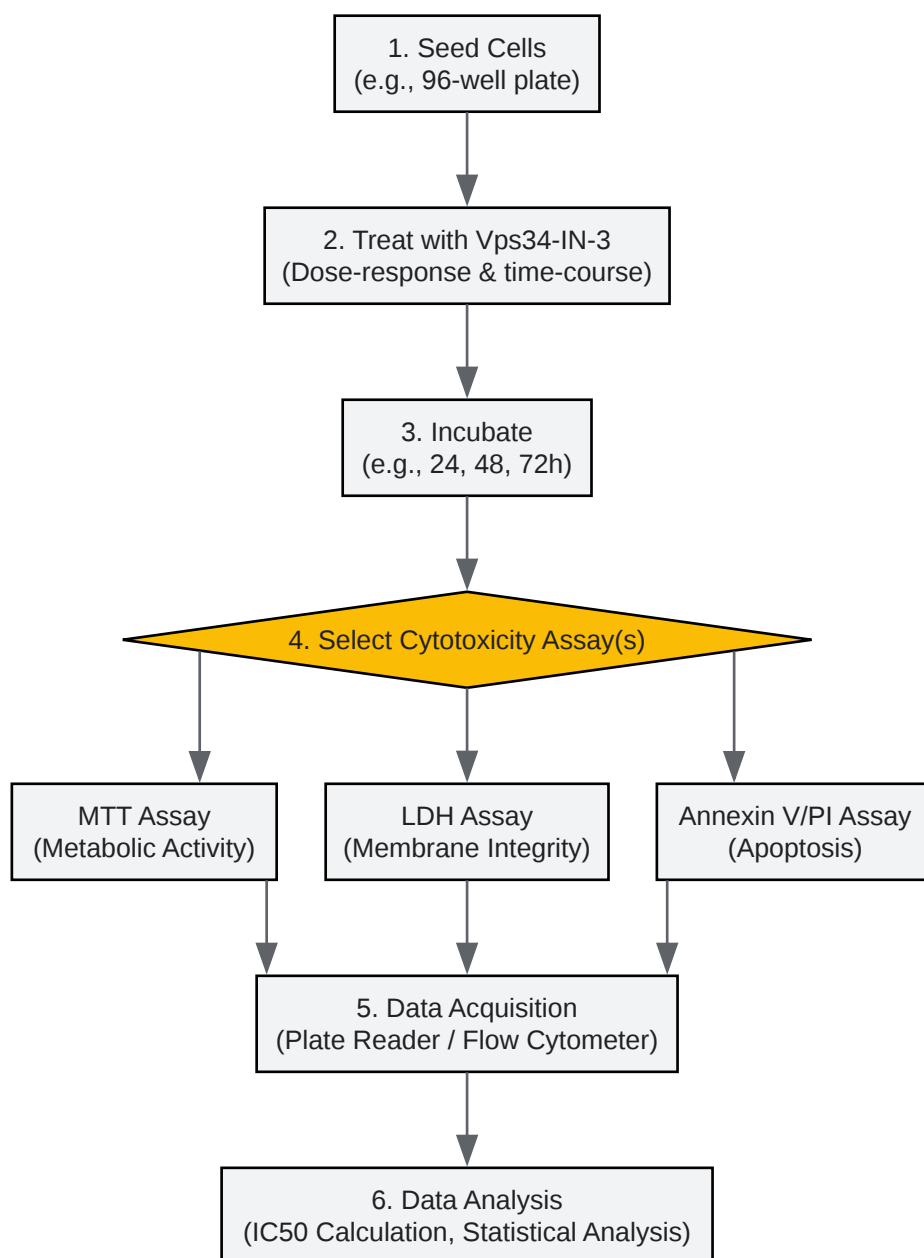 1. Seed Cells
(e.g., 96-well plate)
2. Treat with Vps34-IN-3
(Dose-response & time-course)
3. Incubate
(e.g., 24, 48, 72h)
4. Select Cytotoxicity Assay(s)
MTT Assay
(Metabolic Activity)
LDH Assay
(Membrane Integrity)
Annexin V/PI Assay
(Apoptosis)
5. Data Acquisition
(Plate Reader / Flow Cytometer)
6. Data Analysis
(IC50 Calculation, Statistical Analysis)